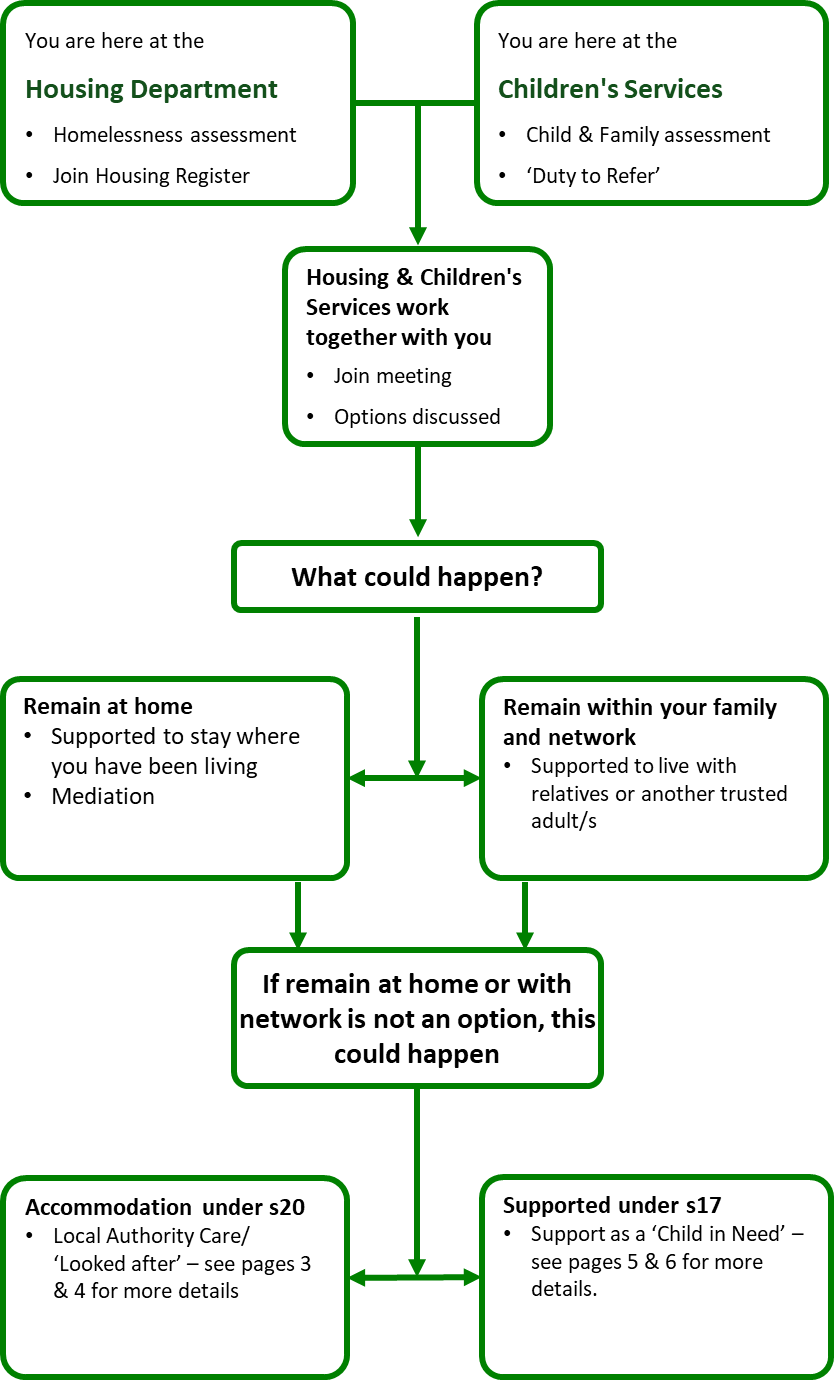 You are here at the
Housing Department
• Homelessness assessment
• Join Housing Register
You are here at the
Children's Services
• Child & Family assessment
• ‘Duty to Refer’
Housing & Children's
Services work
together with you
• Join meeting
• Options discussed
What could happen?
Remain at home
• Supported to stay where
you have been living
• Mediation
Remain within your family
and network
• Supported to live with
relatives or another trusted
adult/s
If remain at home or with
network is not an option, this
could happen
Accommodation under s20
• Local Authority Care/
‘Looked after’ – see pages 3
& 4 for more details
Supported under s17
• Support as a ‘Child in Need’ –
see pages 5 & 6 for more
details.